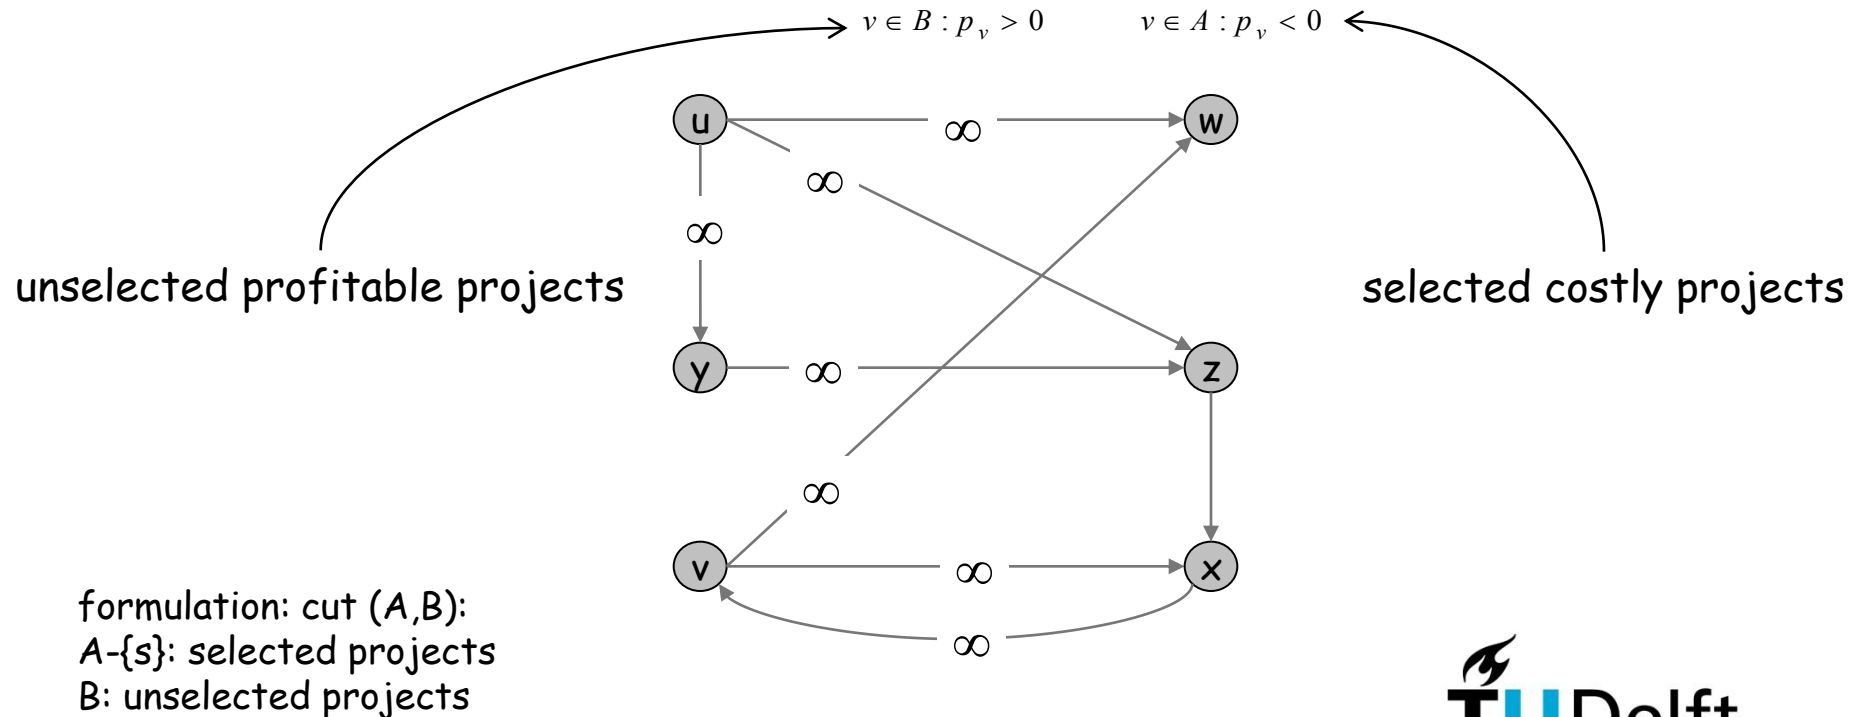 v ∈ B : p_v > 0 v ∈ A : p_v < 0
u ∞ w
∞
∞
unselected profitable projects selected costly projects
y ∞ z
∞
v ∞ x
∞
formulation: cut (A,B):
A-{s}: selected projects
B: unselected projects
TUDelft